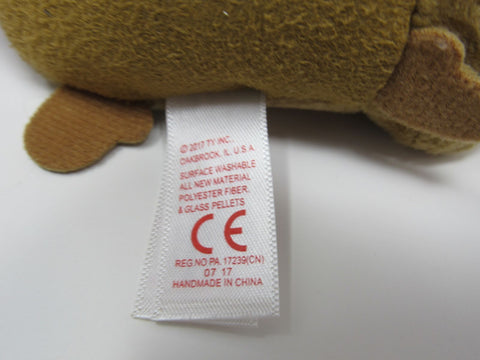 © 2017 TY INC.,
OAKBROOK, IL. U.S.A.
SURFACE WASHABLE
ALL NEW MATERIAL
POLYESTER FIBER,
& GLASS PELLETS
CE
REG.NO PA. 17239(CN)
07 17
HANDMADE IN CHINA